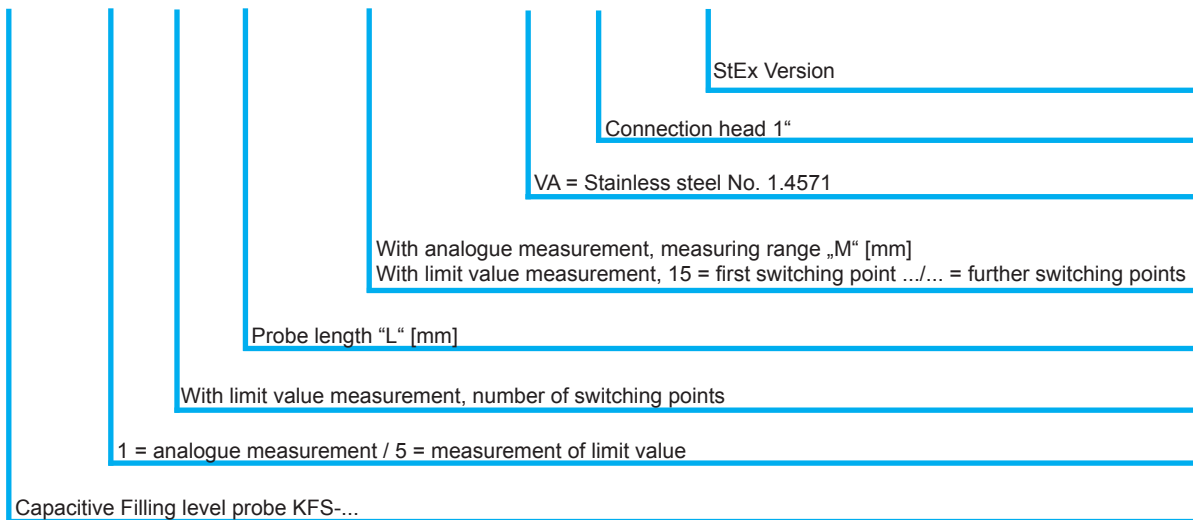 StEx Version
Connection head 1“
VA = Stainless steel No. 1.4571
With analogue measurement, measuring range „M“ [mm]
With limit value measurement, 15 = first switching point .../... = further switching points
Probe length “L“ [mm]
With limit value measurement, number of switching points
1 = analogue measurement / 5 = measurement of limit value
Capacitive Filling level probe KFS-...